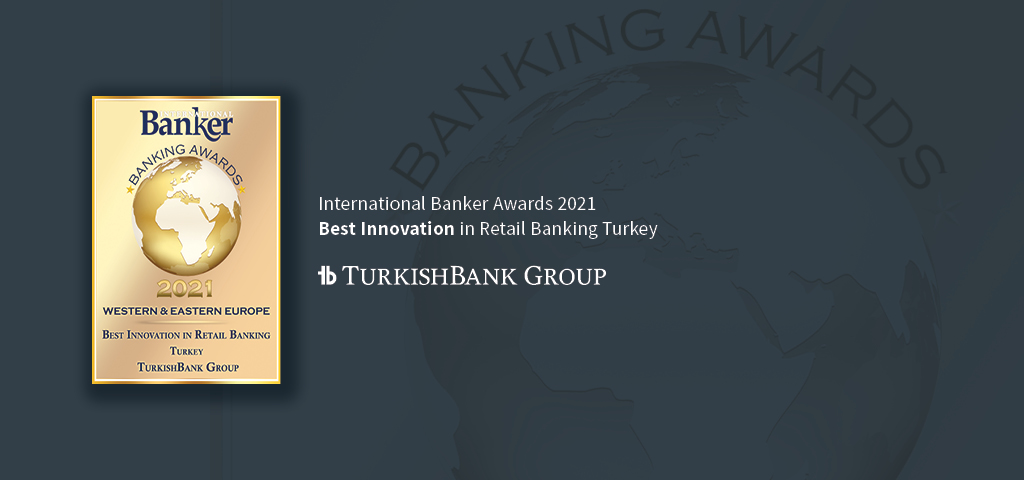 INTERNATIONAL
Banker
BANKING AWARDS
2021
WESTERN & EASTERN EUROPE
BEST INNOVATION IN RETAIL BANKING
TURKEY
TURKISHBANK GROUP
BANKING AWARDS
International Banker Awards 2021
Best Innovation in Retail Banking Turkey
TURKISHBANK GROUP